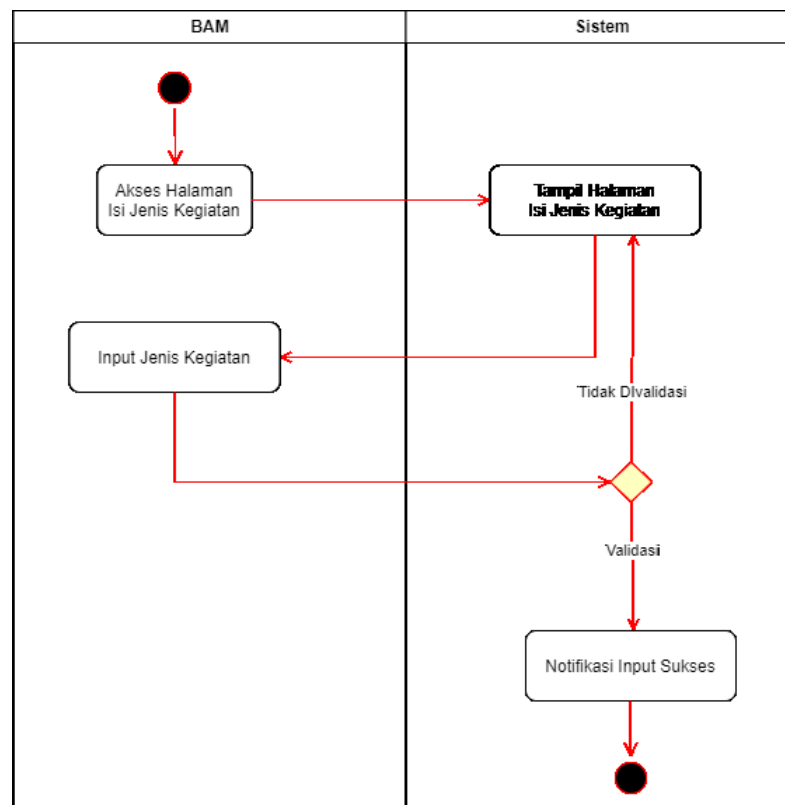 BAM
Sistem
Akses Halaman
Isi Jenis Kegiatan
Tampil Halaman
Isi Jenis Kegiatan
Input Jenis Kegiatan
Tidak DIvalidasi
Validasi
Notifikasi Input Sukses